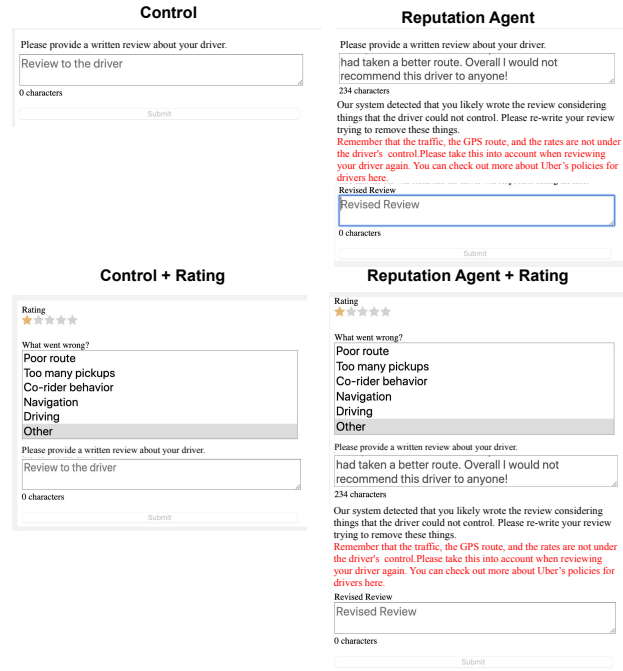 Control
Please provide a written review about your driver.
Review to the driver
0 characters
Submit
Reputation Agent
Please provide a written review about your driver.
had taken a better route. Overall I would not
recommend this driver to anyone!
234 characters
Our system detected that you likely wrote the review considering
things that the driver could not control. Please re-write your review
trying to remove these things.
Remember that the traffic, the GPS route, and the rates are not under
the driver's control.Please take this into account when reviewing
your driver again. You can check out more about Uber's policies for
drivers here.
Revised Review
Revised Review
0 characters
Submit
Control + Rating
Rating
What went wrong?
Poor route
Too many pickups
Co-rider behavior
Navigation
Driving
Other
Please provide a written review about your driver.
Review to the driver
0 characters
Submit
Reputation Agent + Rating
Rating
What went wrong?
Poor route
Too many pickups
Co-rider behavior
Navigation
Driving
Other
Please provide a written review about your driver.
had taken a better route. Overall I would not
recommend this driver to anyone!
234 characters
Our system detected that you likely wrote the review considering
things that the driver could not control. Please re-write your review
trying to remove these things.
Remember that the traffic, the GPS route, and the rates are not under
the driver's control.Please take this into account when reviewing
your driver again. You can check out more about Uber's policies for
drivers here.
Revised Review
Revised Review
0 characters
Submit